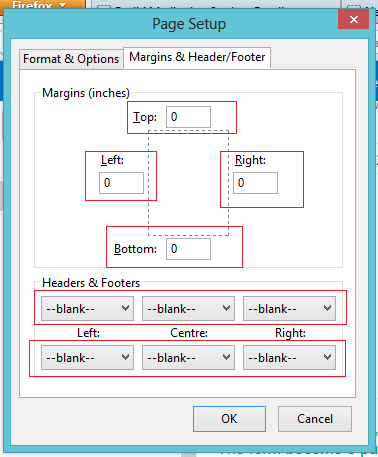 Firefox
Page Setup
Format & Options
Margins & Header/Footer
Margins (inches)
Top: 0
Left:
Right:
0
0
Bottom: 0
Headers & Footers
--blank-- --blank-- --blank--
Left: Centre: Right:
--blank-- --blank-- --blank--
OK Cancel